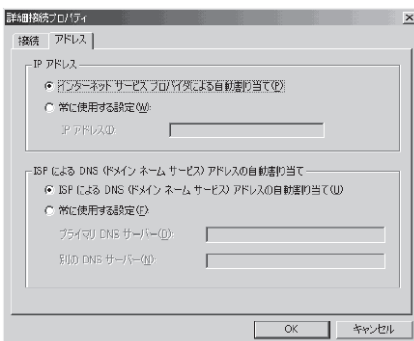 詳細接続プロパティ
接続 アドレス
IP アドレス
インターネット サービス プロバイダによる自動割り当て(P)
常に使用する設定(W):
IP アドレス(I):
ISP による DNS (ドメイン ネーム サービス) アドレスの自動割り当て
ISP による DNS (ドメイン ネーム サービス) アドレスの自動割り当て(U)
常に使用する設定(F):
プライマリ DNS サーバー(D):
別の DNS サーバー(N):
OK キャンセル